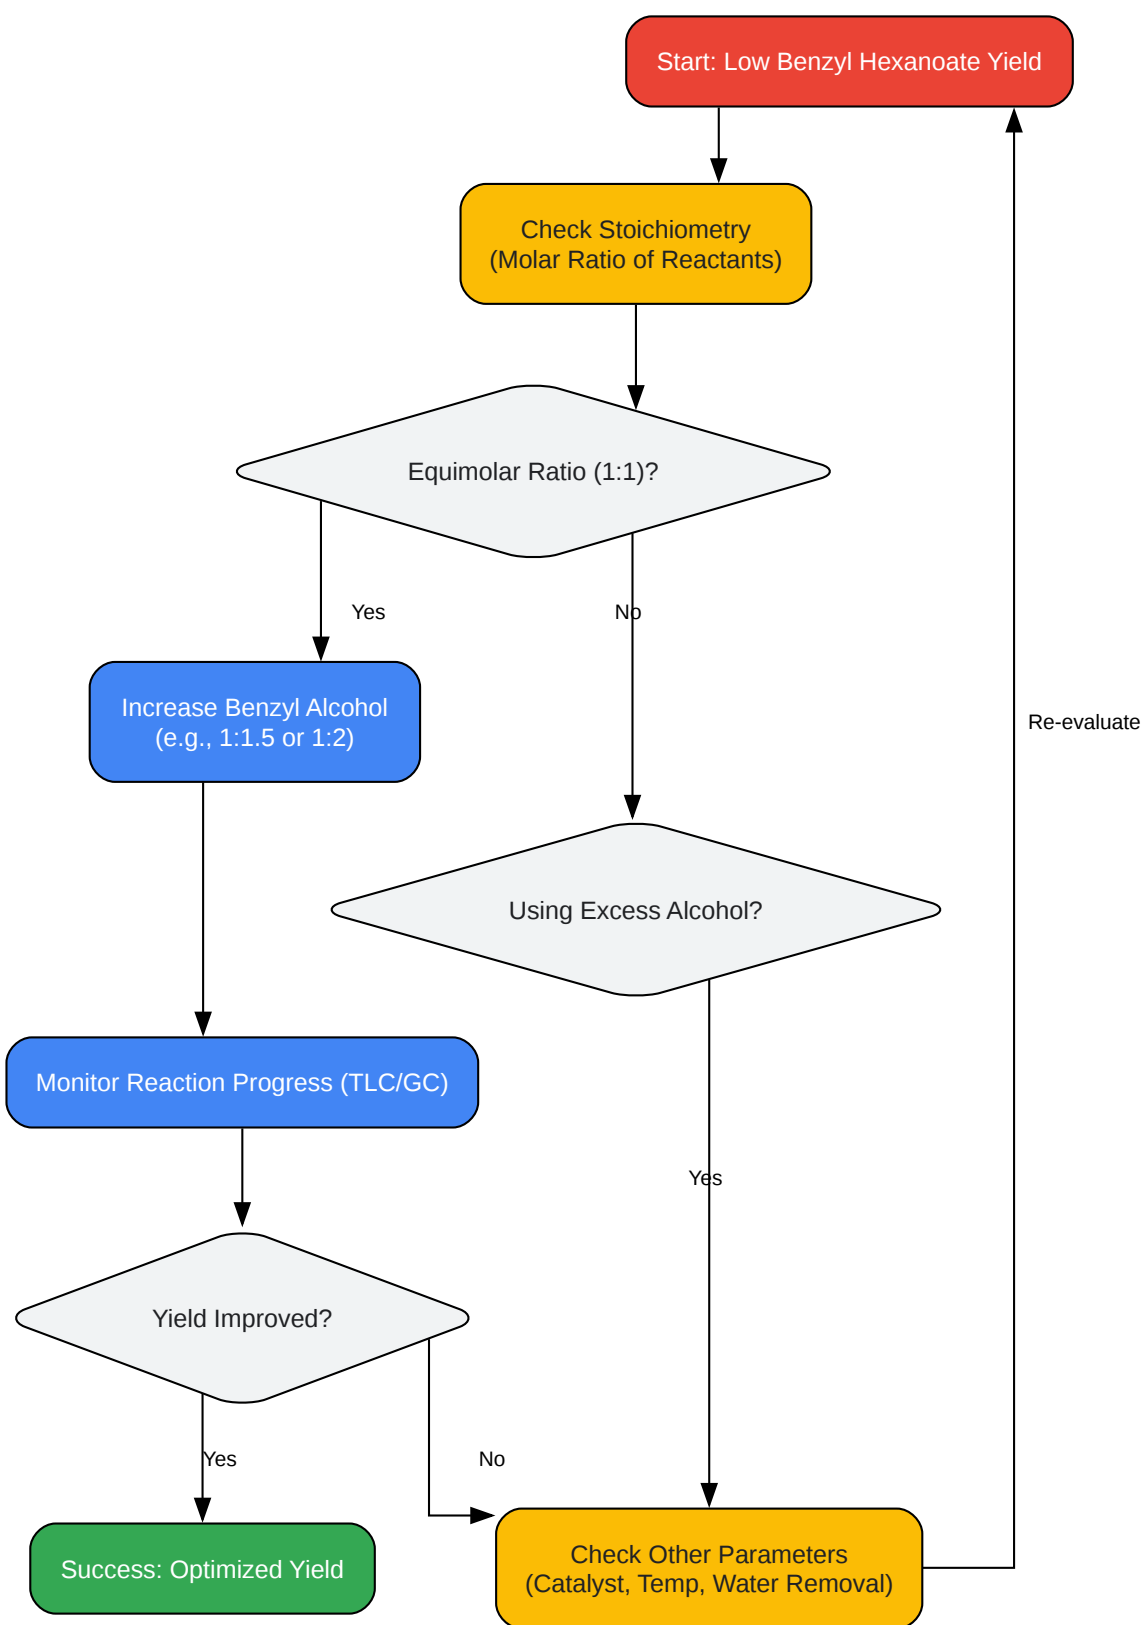 Start: Low Benzyl Hexanoate Yield
Check Stoichiometry
(Molar Ratio of Reactants)
Equimolar Ratio (1:1)?
Yes
No
Increase Benzyl Alcohol
(e.g., 1:1.5 or 1:2)
Re-evaluate
Using Excess Alcohol?
Monitor Reaction Progress (TLC/GC)
Yes
Yield Improved?
Yes
No
Success: Optimized Yield
Check Other Parameters
(Catalyst, Temp, Water Removal)